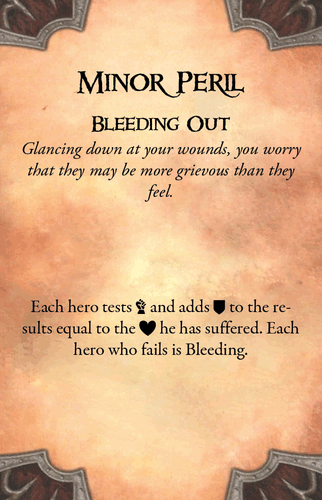 Minor Peril
Bleeding Out
Glancing down at your wounds, you worry
that they may be more grievous than they
feel.
Each hero tests and adds to the re-
sults equal to the he has suffered. Each
hero who fails is Bleeding.